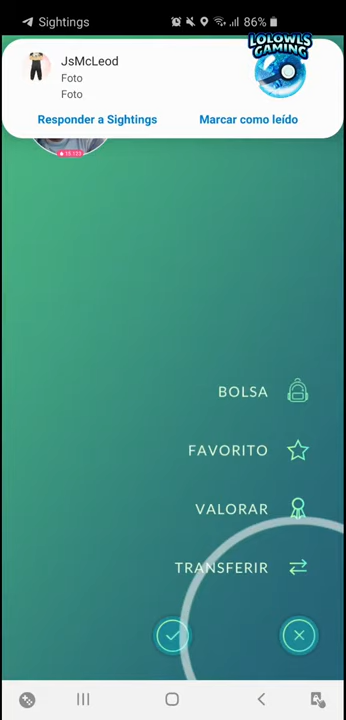 Sightings
86%
LOLOWLS
GAMING
JsMcLeod
Foto
Foto
Responder a Sightings
Marcar como leído
BOLSA
FAVORITO
VALORAR
TRANSFERIR